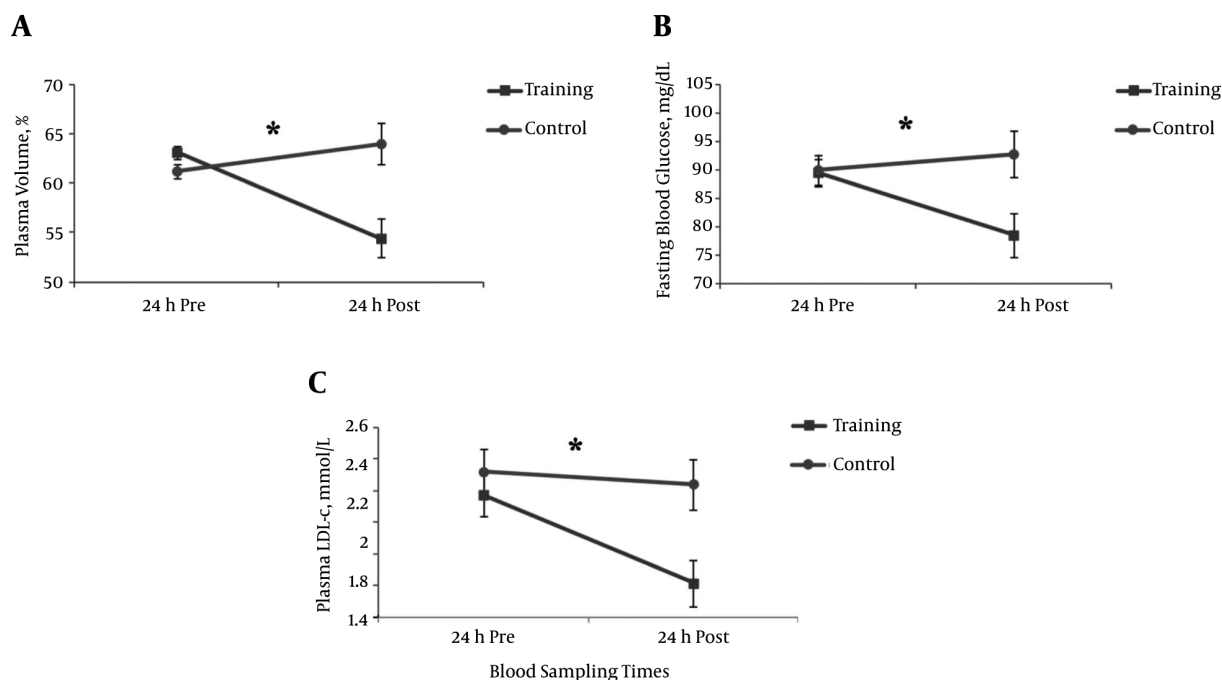 A
Plasma Volume, %
70
65
60
55
50
24 h Pre
24 h Post
Training
Control
*
B
Fasting Blood Glucose, mg/dL
105
100
95
90
85
80
75
70
24 h Pre
24 h Post
Training
Control
*
C
Plasma LDL-c, mmol/L
2.6
2.4
2.2
2
1.8
1.4
24 h Pre
24 h Post
Training
Control
*
Blood Sampling Times